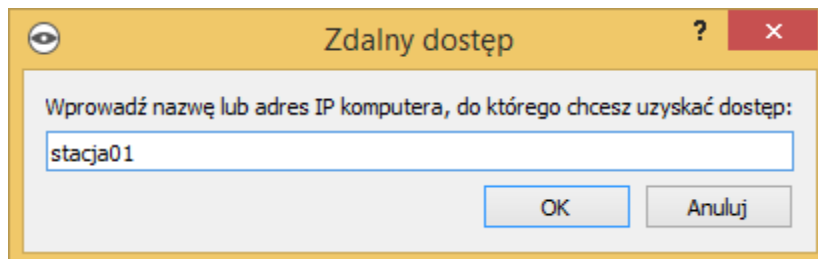 Zdalny dostęp
?
×
Wprowadź nazwę lub adres IP komputera, do którego chcesz uzyskać dostęp:
stacja01
OK Anuluj